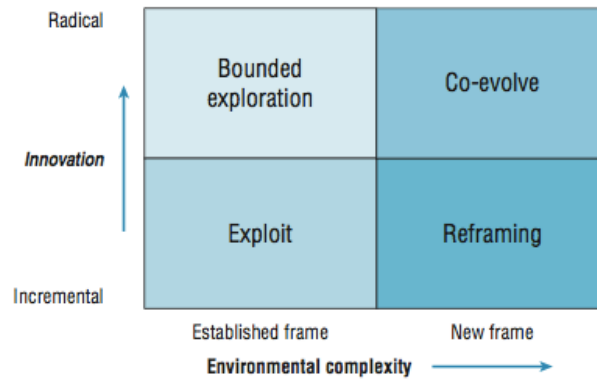 Radical
Bounded
exploration
Co-evolve
Innovation
Exploit
Reframing
Incremental
Established frame
New frame
Environmental complexity